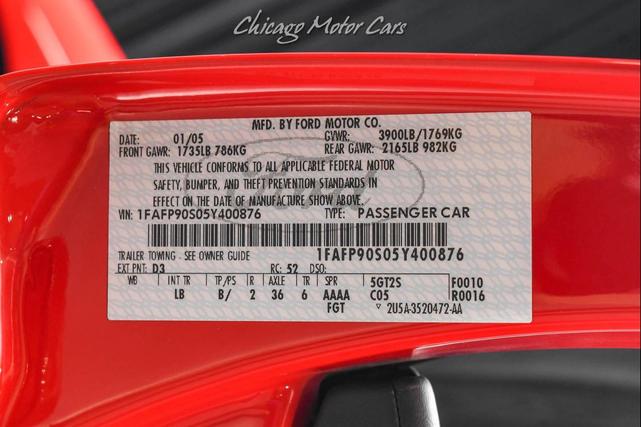 Chicago Motor Cars
MFD. BY FORD MOTOR CO.
DATE: 01/05 GVWR: 3900LB/1769KG
FRONT GAWR: 1735LB 786KG REAR GAWR: 2165LB 982KG
THIS VEHICLE CONFORMS TO ALL APPLICABLE FEDERAL MOTOR
SAFETY, BUMPER, AND THEFT PREVENTION STANDARDS IN
EFFECT ON THE DATE OF MANUFACTURE SHOW ABOVE.
VIN: 1FAFP90S05Y400876 TYPE: PASSENGER CAR
TRAILER TOWING - SEE OWNER GUIDE 1FAFP90S05Y400876
EXT PNT: D3 RC: 52 DSO:
WB INT TR TP/PS R AXLE TR SPR 5GT2S F0010
LB B/ 2 36 6 AAAA C05 R0016
FGT 2U5A-3520472-AA